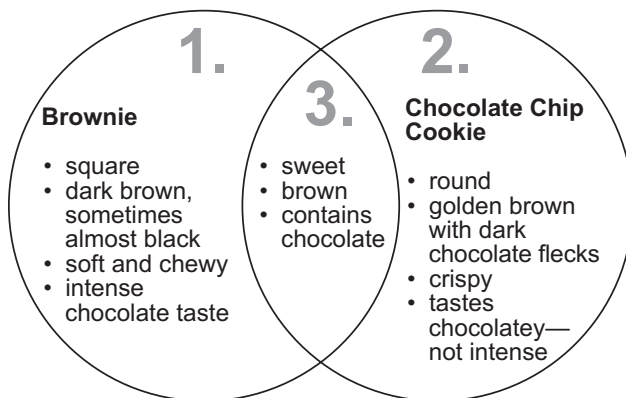 1.
Brownie
• square
• dark brown,
sometimes
almost black
• soft and chewy
• intense
chocolate taste
3.
• sweet
• brown
• contains
chocolate
2.
Chocolate Chip
Cookie
• round
• golden brown
with dark
chocolate flecks
• crispy
• tastes
chocolatey—
not intense